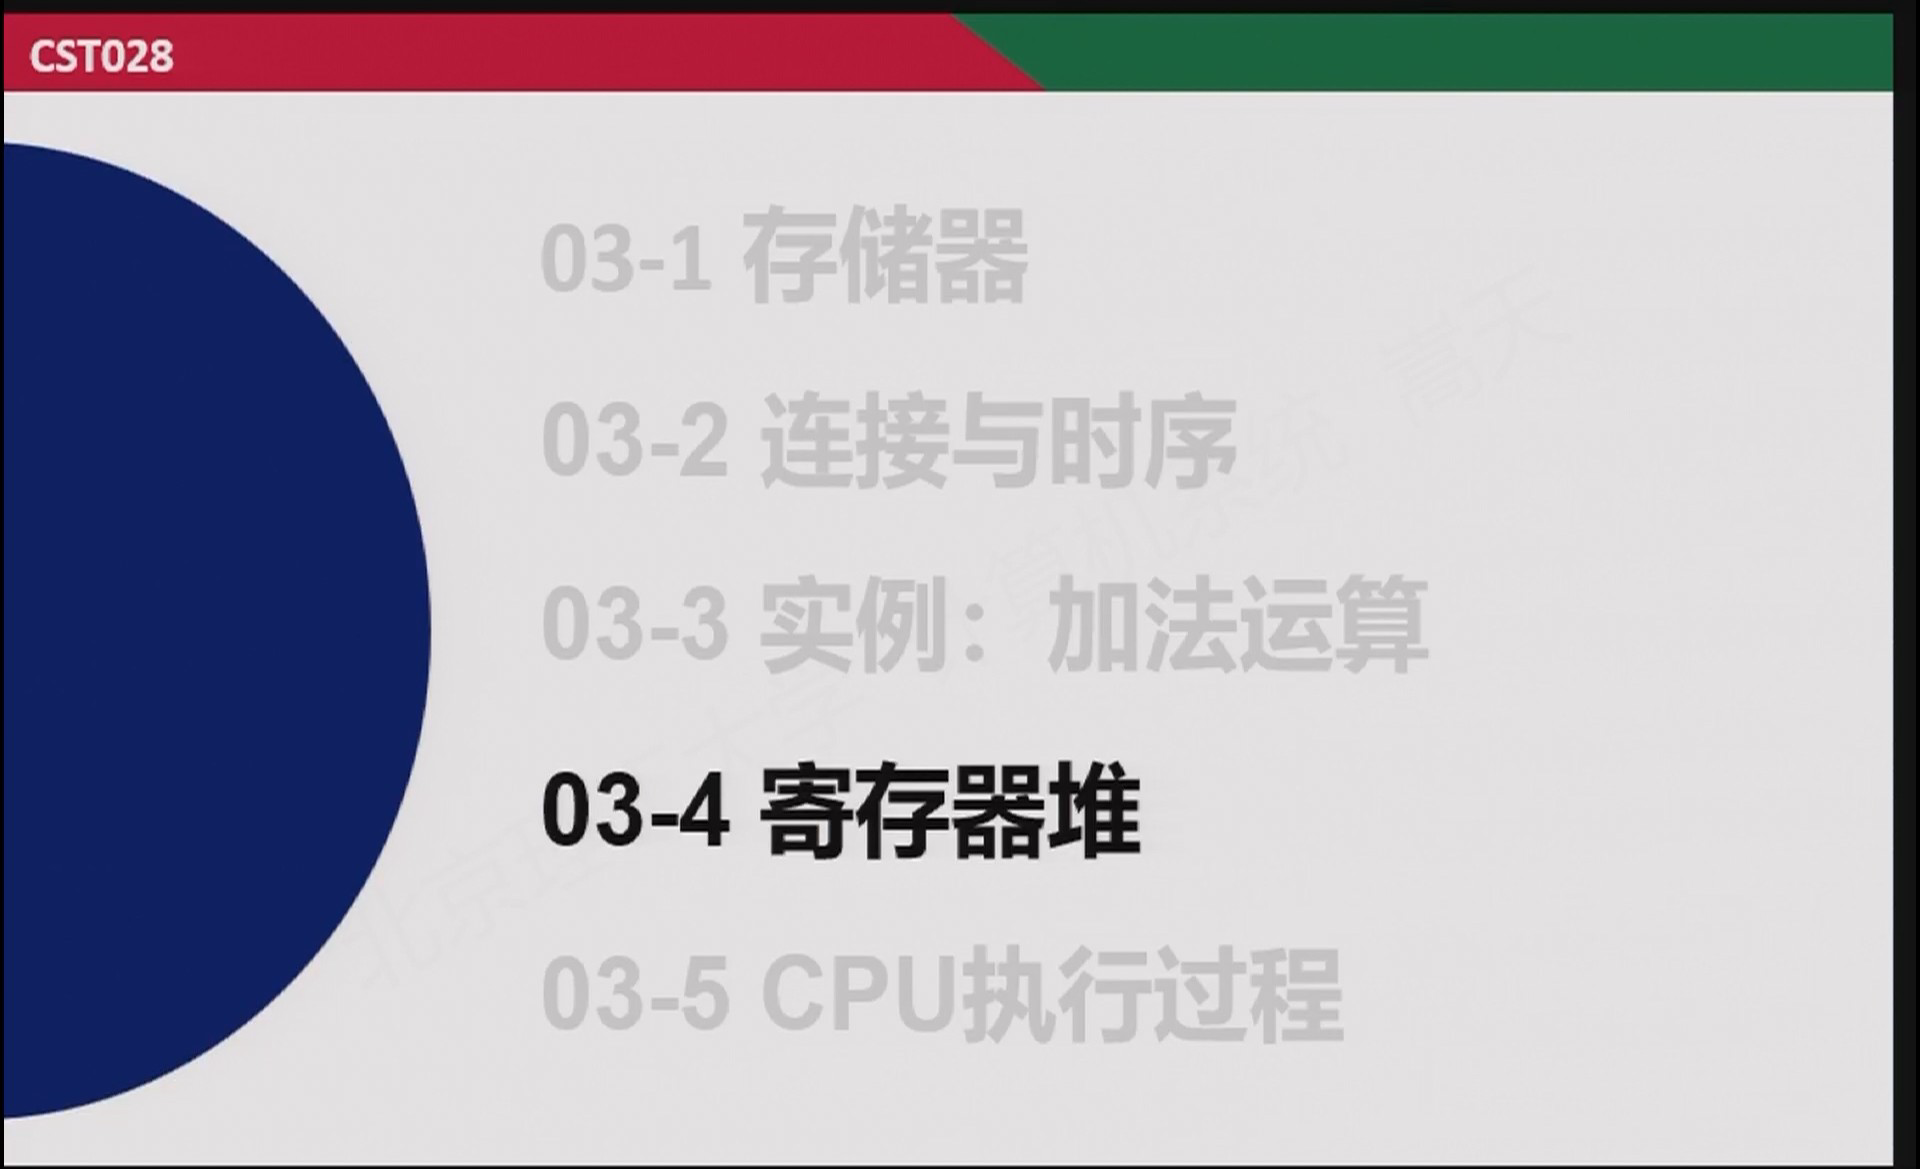 CST028
03-1 存储器
03-2 连接与时序
03-3 实例：加法运算
03-4 寄存器堆
03-5 CPU执行过程